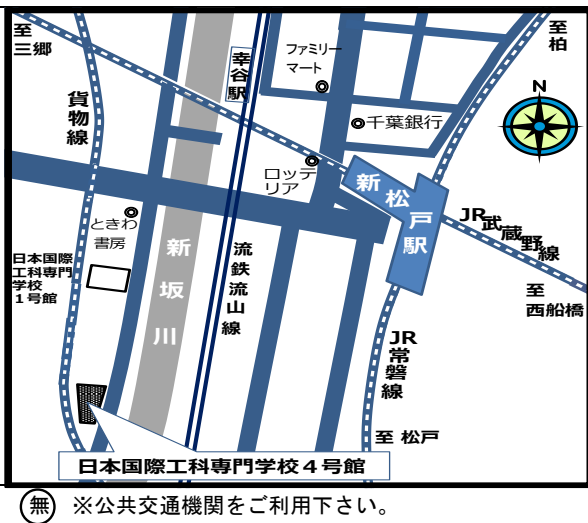 至
三郷
貨物線
幸谷駅
ファミリー
マート
至
柏
N
千葉銀行
ロッテ
リア
新松戸駅
JR武蔵野線
至
西船橋
ときわ
書房
日本国際
工科専門
学校
1号館
新坂川
流鉄流山線
JR常磐線
至 松戸
日本国際工科専門学校4号館
無 ※公共交通機関をご利用下さい。